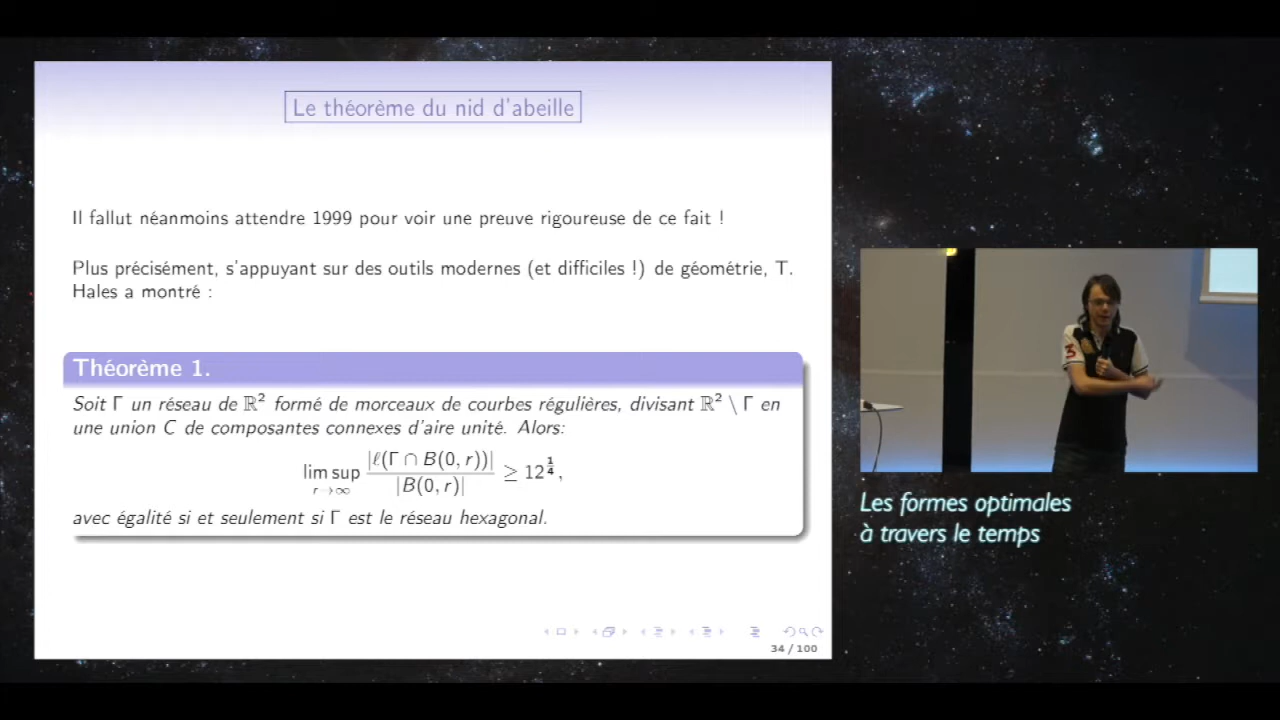 Le théorème du nid d'abeille
Il fallut néanmoins attendre 1999 pour voir une preuve rigoureuse de ce fait !
Plus précisément, s'appuyant sur des outils modernes (et difficiles !) de géométrie, T.
Hales a montré :
Théorème 1.
Soit Γ un réseau de ℝ² formé de morceaux de courbes régulières, divisant ℝ² \ Γ en
une union C de composantes connexes d'aire unité. Alors:
lim sup_{r→∞} |ℓ(Γ ∩ B(0, r))| / |B(0, r)| ≥ 12^{1/4},
avec égalité si et seulement si Γ est le réseau hexagonal.
34 / 100
3
Les formes optimales
à travers le temps